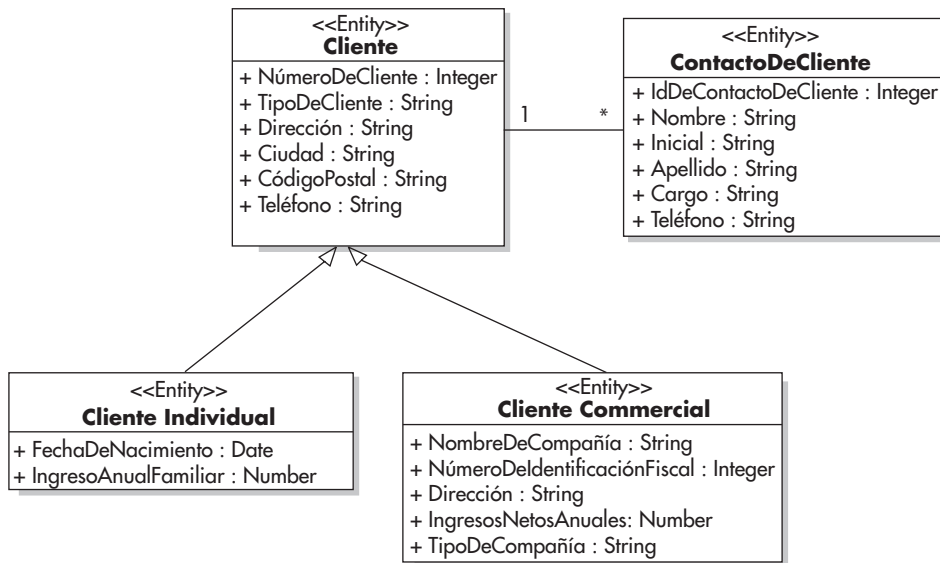 <<Entity>>
Cliente
+ NúmeroDeCliente : Integer
+ TipoDeCliente : String
+ Dirección : String
+ Ciudad : String
+ CódigoPostal : String
+ Teléfono : String
1
*
<<Entity>>
ContactoDeCliente
+ IdDeContactoDeCliente : Integer
+ Nombre : String
+ Inicial : String
+ Apellido : String
+ Cargo : String
+ Teléfono : String
<<Entity>>
Cliente Individual
+ FechaDeNacimiento : Date
+ IngresoAnualFamiliar : Number
<<Entity>>
Cliente Commercial
+ NombreDeCompañía : String
+ NúmeroDeIdentificaciónFiscal : Integer
+ Dirección : String
+ IngresosNetosAnuales: Number
+ TipoDeCompañía : String